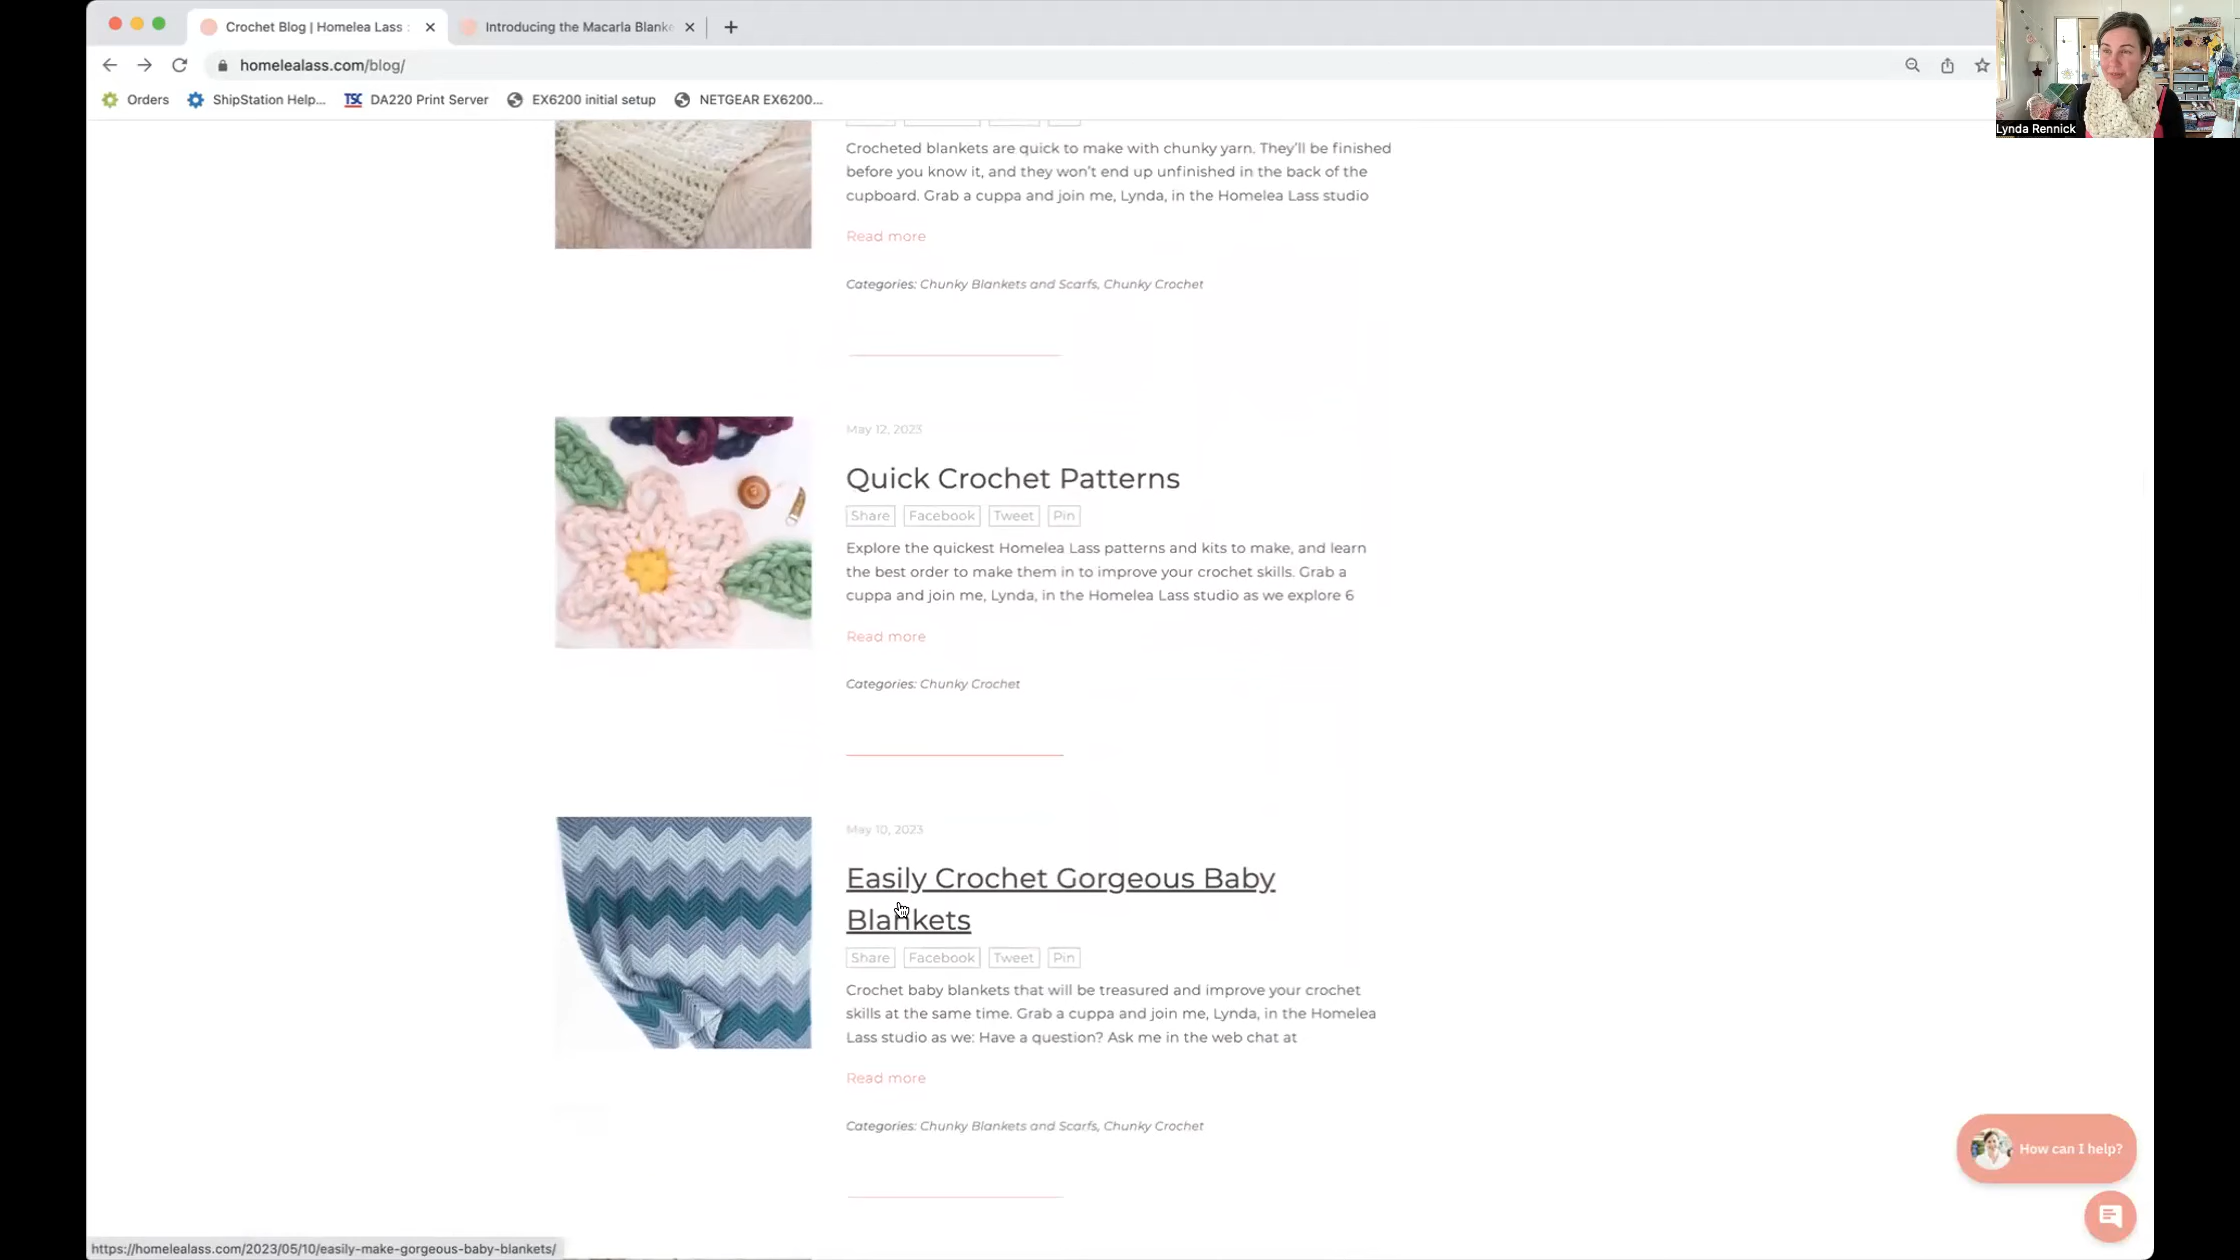 Crochet Blog | Homelea Lass :
Introducing the Macarla Blanke
homelealass.com/blog/
Orders
ShipStation Help...
TSC DA220 Print Server
EX6200 initial setup
NETGEAR EX6200...
Lynda Rennick
Crocheted blankets are quick to make with chunky yarn. They'll be finished
before you know it, and they won't end up unfinished in the back of the
cupboard. Grab a cuppa and join me, Lynda, in the Homelea Lass studio
Read more
Categories: Chunky Blankets and Scarfs, Chunky Crochet
May 12, 2023
Quick Crochet Patterns
Share Facebook Tweet Pin
Explore the quickest Homelea Lass patterns and kits to make, and learn
the best order to make them in to improve your crochet skills. Grab a
cuppa and join me, Lynda, in the Homelea Lass studio as we explore 6
Read more
Categories: Chunky Crochet
May 10, 2023
Easily Crochet Gorgeous Baby
Blankets
Share Facebook Tweet Pin
Crochet baby blankets that will be treasured and improve your crochet
skills at the same time. Grab a cuppa and join me, Lynda, in the Homelea
Lass studio as we: Have a question? Ask me in the web chat at
Read more
Categories: Chunky Blankets and Scarfs, Chunky Crochet
How can I help?
https://homelealass.com/2023/05/10/easily-make-gorgeous-baby-blankets/